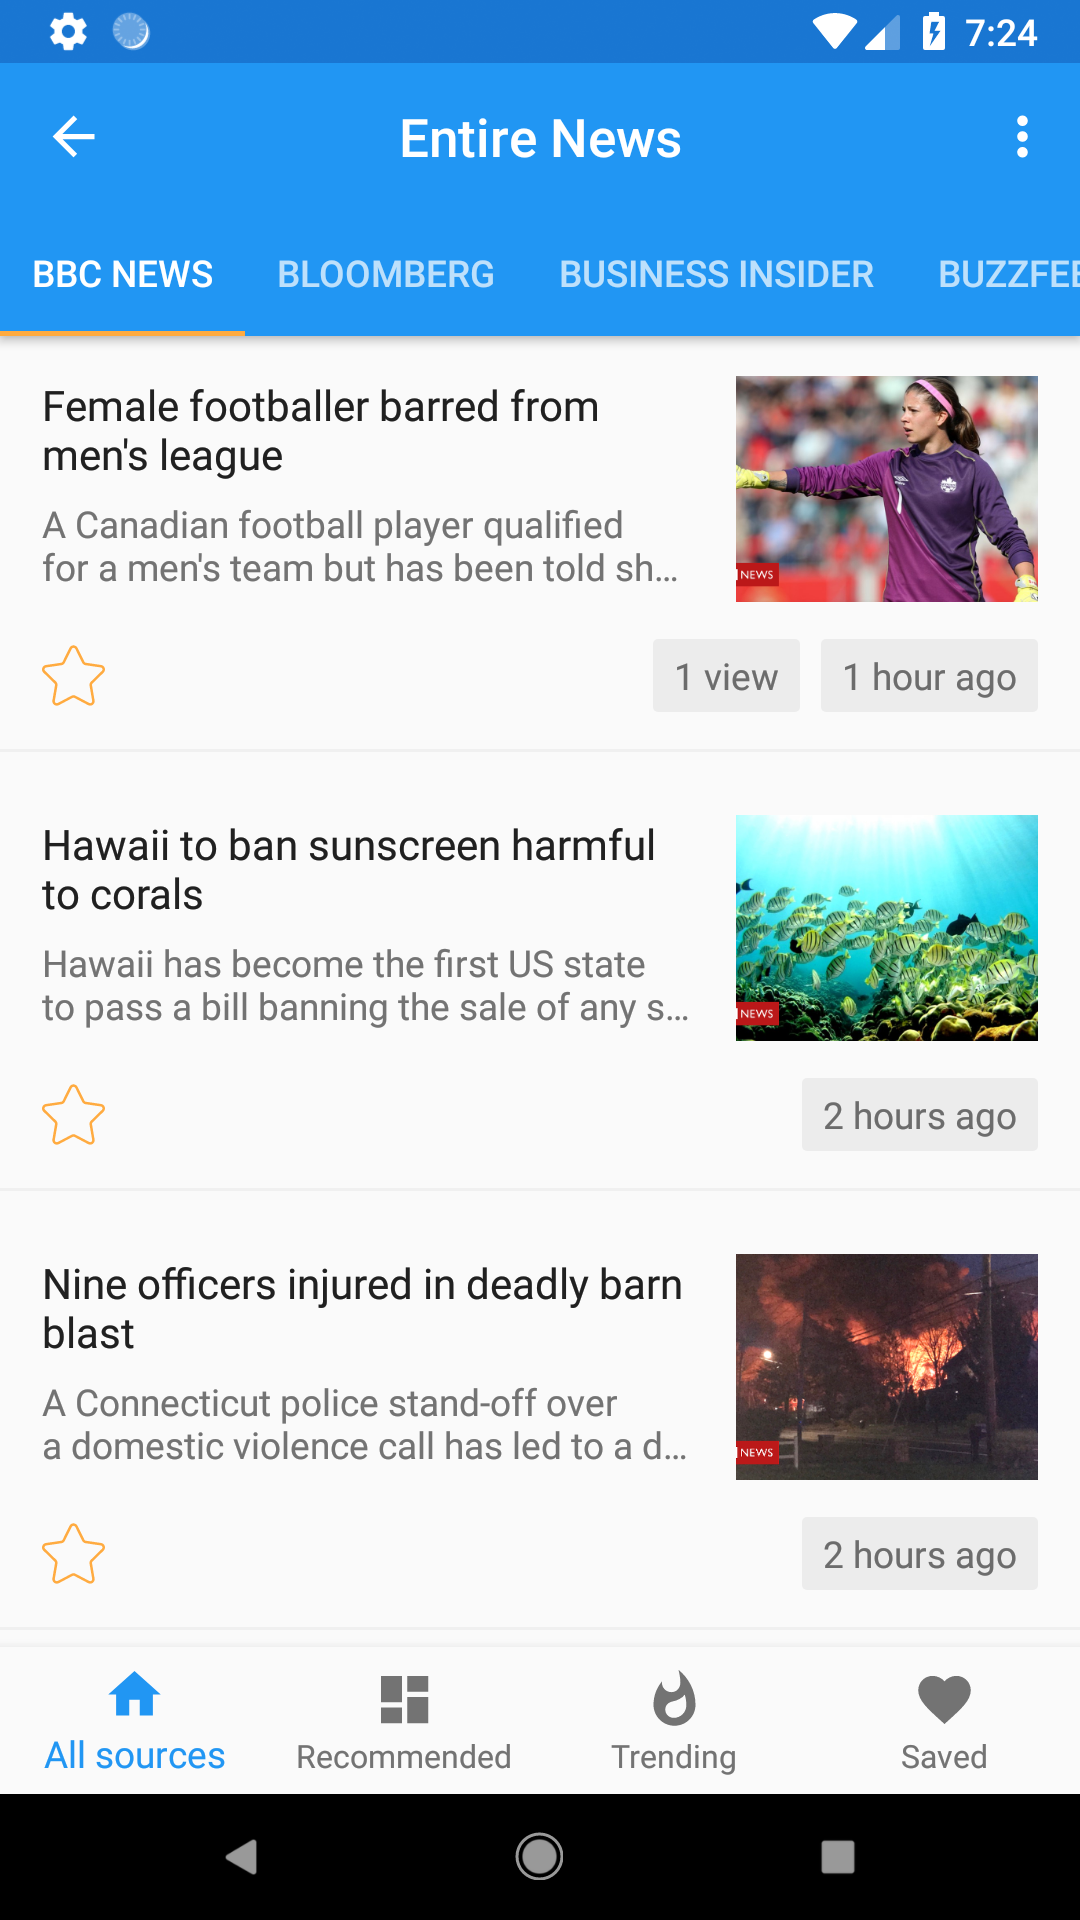 7:24
Entire News
BBC NEWS BLOOMBERG BUSINESS INSIDER BUZZFEE
Female footballer barred from
men's league
A Canadian football player qualified
for a men's team but has been told sh...
NEWS
1 view 1 hour ago
Hawaii to ban sunscreen harmful
to corals
Hawaii has become the first US state
to pass a bill banning the sale of any s...
NEWS
2 hours ago
Nine officers injured in deadly barn
blast
A Connecticut police stand-off over
a domestic violence call has led to a d...
NEWS
2 hours ago
All sources Recommended Trending Saved